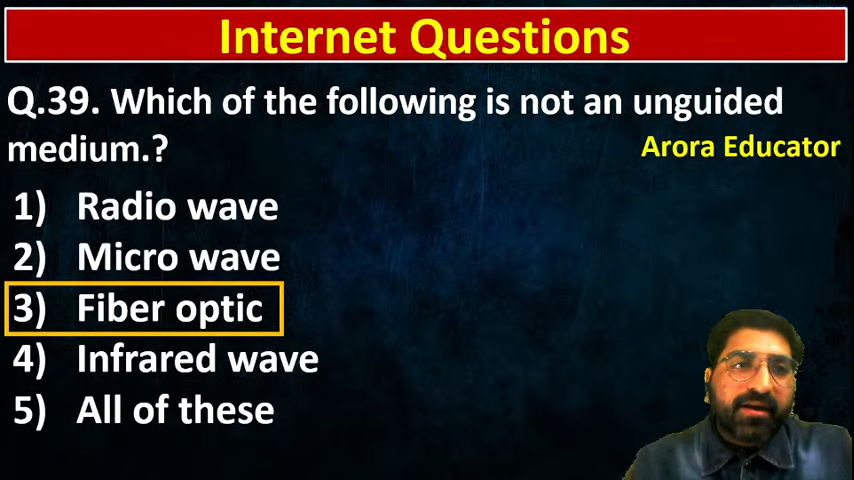 Internet Questions
Q.39. Which of the following is not an unguided
medium.?
Arora Educator
1) Radio wave
2) Micro wave
3) Fiber optic
4) Infrared wave
5) All of these